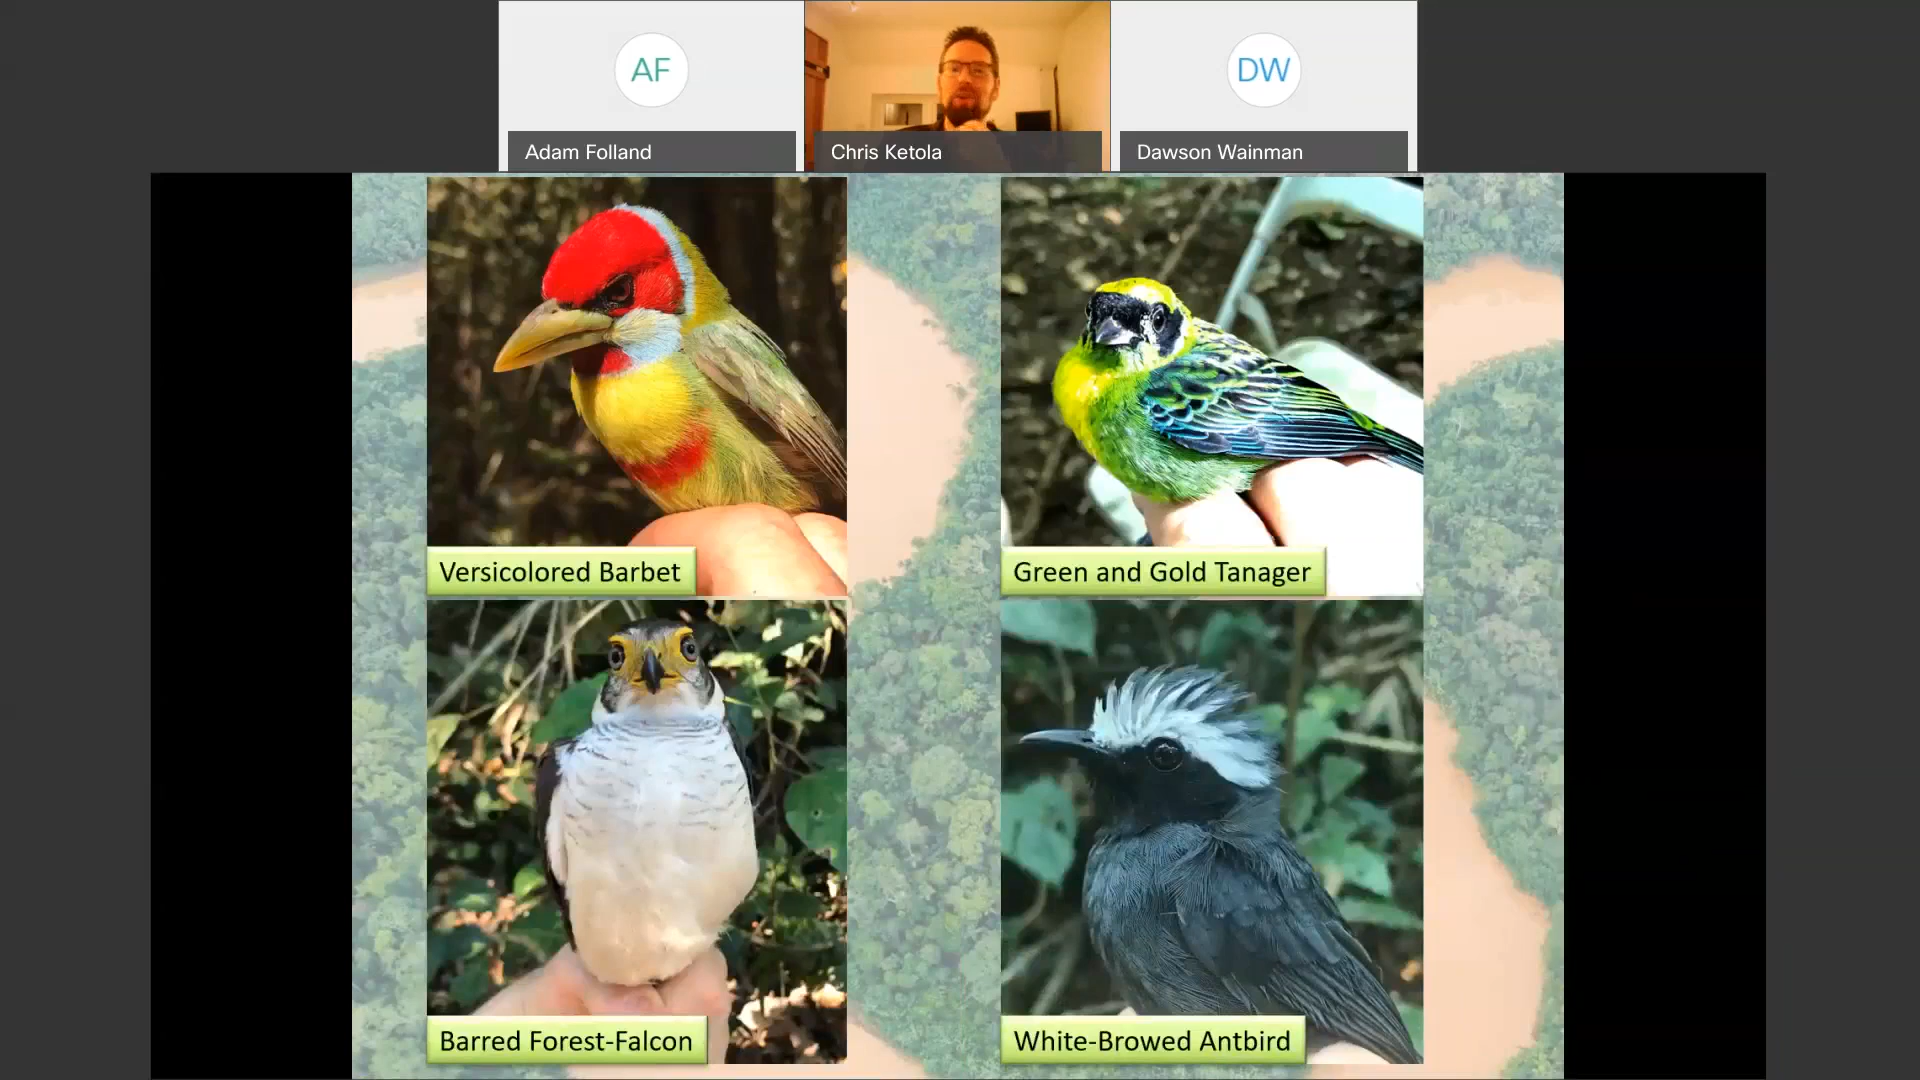 AF
DW
Adam Folland
Chris Ketola
Dawson Wainman
Versicolored Barbet
Green and Gold Tanager
Barred Forest-Falcon
White-Browed Antbird